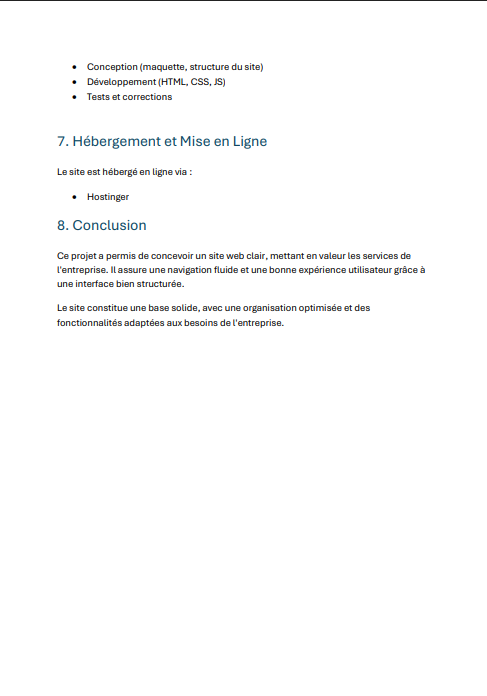 • Conception (maquette, structure du site)
• Développement (HTML, CSS, JS)
• Tests et corrections
7. Hébergement et Mise en Ligne
Le site est hébergé en ligne via :
• Hostinger
8. Conclusion
Ce projet a permis de concevoir un site web clair, mettant en valeur les services de
l'entreprise. Il assure une navigation fluide et une bonne expérience utilisateur grâce à
une interface bien structurée.
Le site constitue une base solide, avec une organisation optimisée et des
fonctionnalités adaptées aux besoins de l'entreprise.